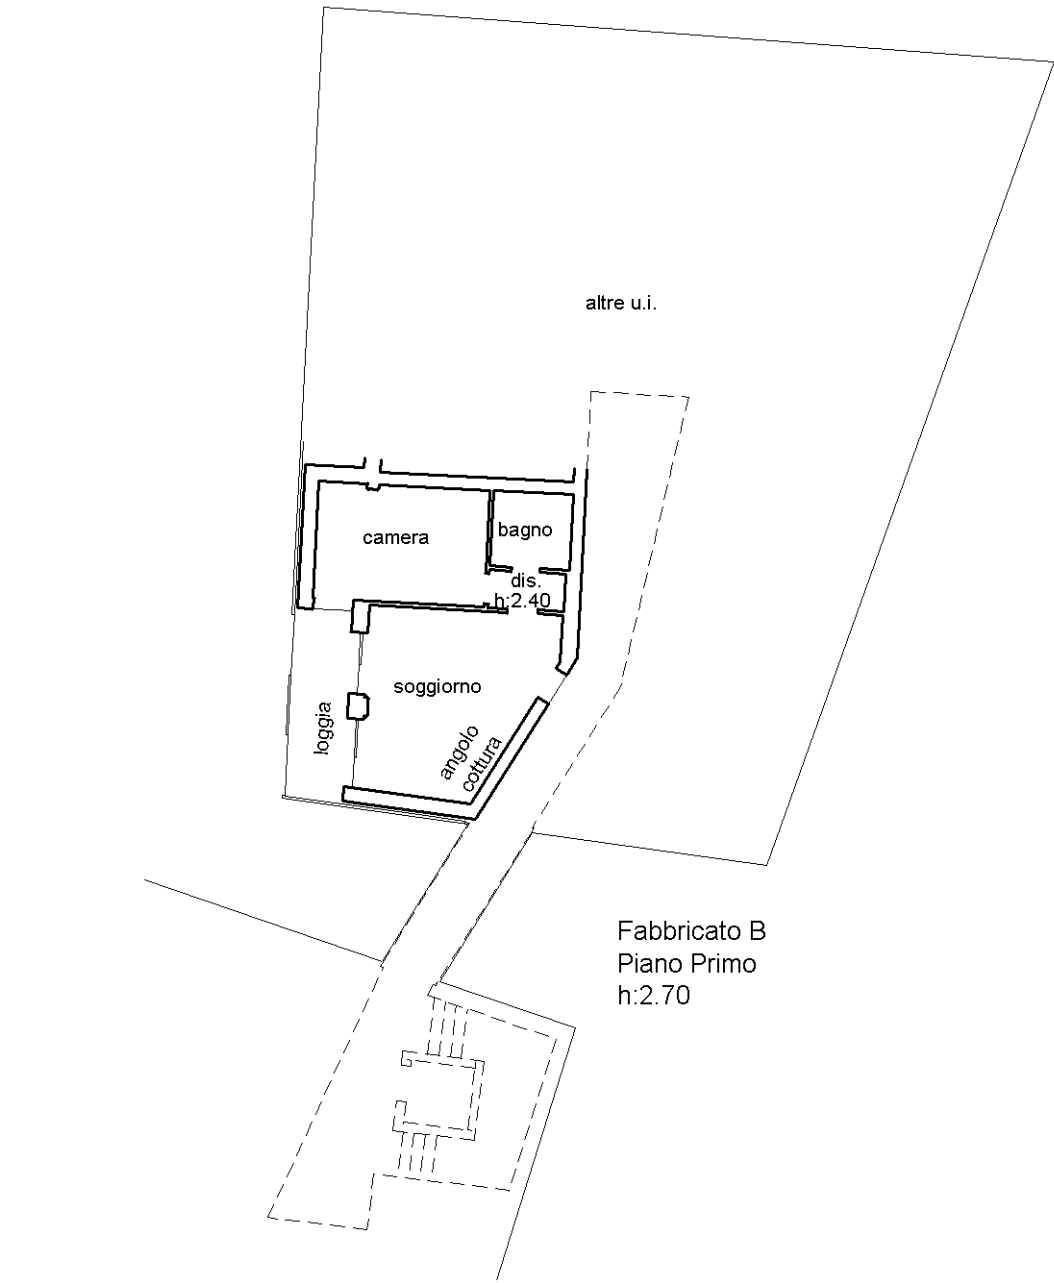 altre u.i.
camera
bagno
dis.
h:2.40
soggiorno
loggia
angolo
cottura
Fabbricato B
Piano Primo
h:2.70